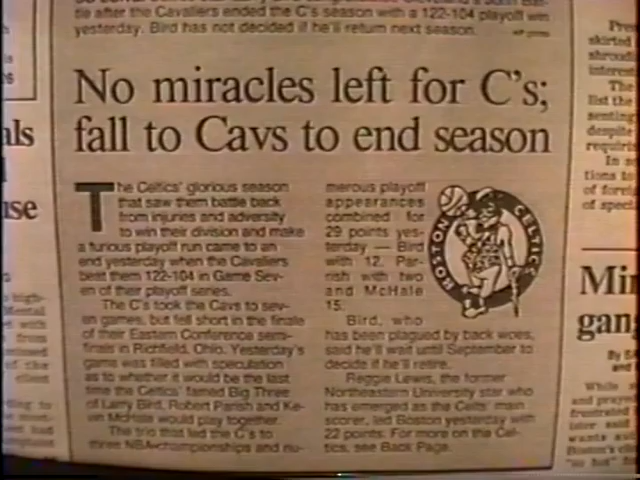 tle after the Cavaliers ended the C's season with a 122-104 playoff win
yesterday. Bird has not decided if he'll return next season.
No miracles left for C's;
fall to Cavs to end season
The Celtics' glorious season
that saw them battle back
from injuries and adversity
to win their division and make
a furious playoff run came to an
end yesterday when the Cavaliers
beat them 122-104 in Game Sev-
en of their playoff series.
The C's took the Cavs to sev-
en games, but fell short in the finale
of their Eastern Conference semi-
finals in Richfield, Ohio. Yesterday's
game was filled with speculation
as to whether it would be the last
time the Celtics' famed Big Three
of Larry Bird, Robert Parish and Ke-
vin McHale would play together.
The trio that led the C's to
three NBA championships and nu-
merous playoff
appearances
combined for
29 points yes-
terday — Bird
with 12, Par-
rish with two
and McHale
15.
Bird, who
has been plagued by back woes,
said he'll wait until September to
decide if he'll retire.
Reggie Lewis, the former
Northeastern University star who
has emerged as the Celtics' main
scorer, led Boston yesterday with
22 points. For more on the Cel-
tics, see Back Page.
BOSTON CELTICS
als
use
Min
gang